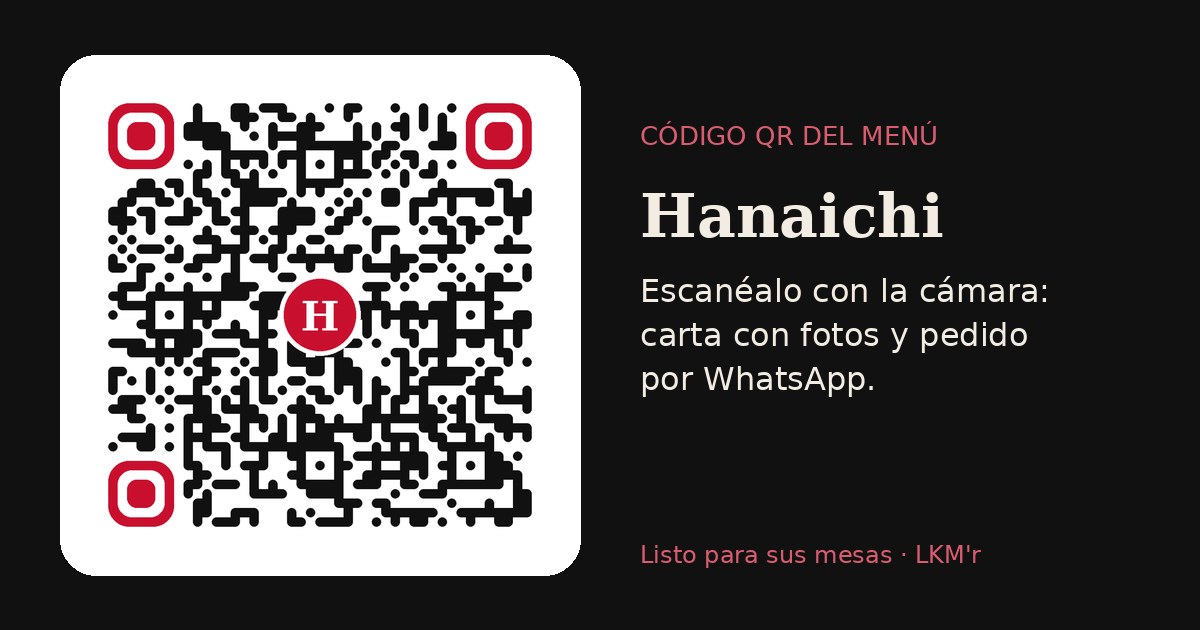 H
CÓDIGO QR DEL MENÚ
Hanaichi
Escanéalo con la cámara:
carta con fotos y pedido
por WhatsApp.
Listo para sus mesas · LKM'r